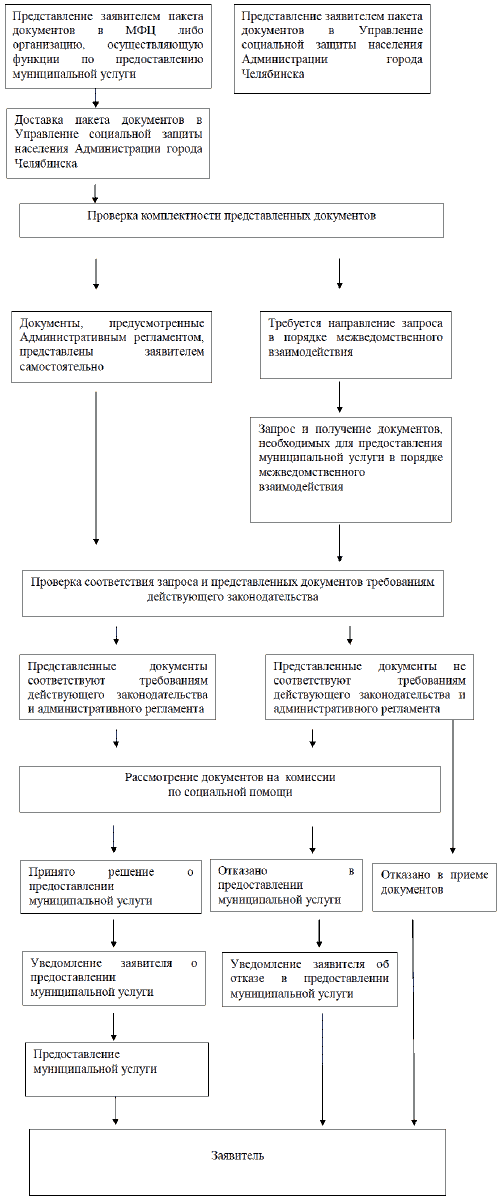 Представление заявителем пакета
документов в МФЦ либо
организацию, осуществляющую
функции по предоставлению
муниципальной услуги
Представление заявителем пакета
документов в Управление
социальной защиты населения
Администрации города
Челябинска
Доставка пакета документов в
Управление социальной защиты
населения Администрации города
Челябинска
Проверка комплектности представленных документов
Документы, предусмотренные
Административным регламентом,
представлены заявителем
самостоятельно
Требуется направление запроса
в порядке межведомственного
взаимодействия
Запрос и получение документов,
необходимых для предоставления
муниципальной услуги в порядке
межведомственного
взаимодействия
Проверка соответствия запроса и представленных документов требованиям
действующего законодательства
Представленные документы
соответствуют требованиям
действующего законодательства
и административного регламента
Представленные документы не
соответствуют требованиям
действующего законодательства и
административного регламента
Рассмотрение документов на комиссии
по социальной помощи
Принято решение о
предоставлении
муниципальной услуги
Отказано в
предоставлении
муниципальной услуги
Отказано в приеме
документов
Уведомление заявителя о
предоставлении
муниципальной услуги
Уведомление заявителя об
отказе в предоставлении
муниципальной услуги
Предоставление
муниципальной услуги
Заявитель